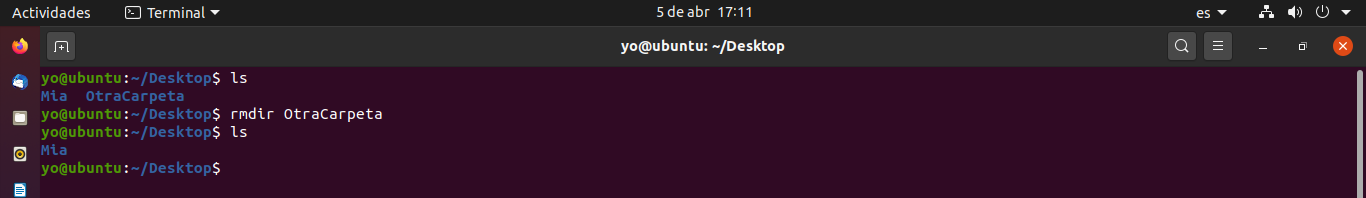 Actividades Terminal 5 de abr 17:11 es
yo@ubuntu: ~/Desktop
yo@ubuntu:~/Desktop$ ls
Mia OtraCarpeta
yo@ubuntu:~/Desktop$ rmdir OtraCarpeta
yo@ubuntu:~/Desktop$ ls
Mia
yo@ubuntu:~/Desktop$